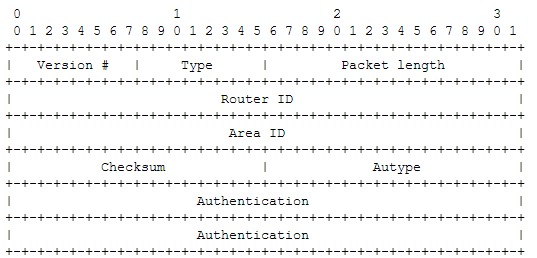 0                   1                   2                   3
 0 1 2 3 4 5 6 7 8 9 0 1 2 3 4 5 6 7 8 9 0 1 2 3 4 5 6 7 8 9 0 1
+-+-+-+-+-+-+-+-+-+-+-+-+-+-+-+-+-+-+-+-+-+-+-+-+-+-+-+-+-+-+-+-+
|   Version #   |     Type      |         Packet length         |
+-+-+-+-+-+-+-+-+-+-+-+-+-+-+-+-+-+-+-+-+-+-+-+-+-+-+-+-+-+-+-+-+
|                          Router ID                            |
+-+-+-+-+-+-+-+-+-+-+-+-+-+-+-+-+-+-+-+-+-+-+-+-+-+-+-+-+-+-+-+-+
|                           Area ID                             |
+-+-+-+-+-+-+-+-+-+-+-+-+-+-+-+-+-+-+-+-+-+-+-+-+-+-+-+-+-+-+-+-+
|           Checksum            |             Autype            |
+-+-+-+-+-+-+-+-+-+-+-+-+-+-+-+-+-+-+-+-+-+-+-+-+-+-+-+-+-+-+-+-+
|                       Authentication                          |
+-+-+-+-+-+-+-+-+-+-+-+-+-+-+-+-+-+-+-+-+-+-+-+-+-+-+-+-+-+-+-+-+
|                       Authentication                          |
+-+-+-+-+-+-+-+-+-+-+-+-+-+-+-+-+-+-+-+-+-+-+-+-+-+-+-+-+-+-+-+-+